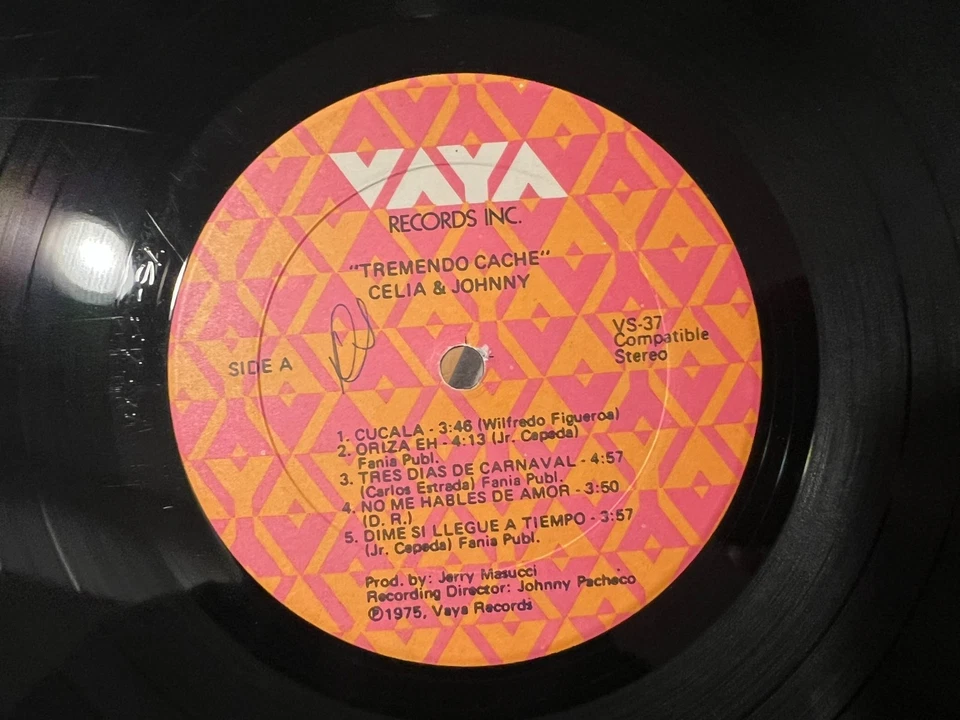 VAYA
RECORDS INC.
"TREMENDO CACHE"
CELIA & JOHNNY
SIDE A
VS-37
Compatible
Stereo
1. CUCALA - 3:46 (Wilfredo Figueroa)
2. ORIZA EH - 4:13 (Jr. Cepeda)
Fania Publ.
3. TRES DIAS DE CARNAVAL - 4:57
(Carlos Estrada) Fania Publ.
4. NO ME HABLES DE AMOR - 3:50
(D. R.)
5. DIME SI LLEGUE A TIEMPO - 3:57
(Jr. Cepeda) Fania Publ.
Prod. by: Jerry Masucci
Recording Director: Johnny Pacheco
℗1975, Vaya Records